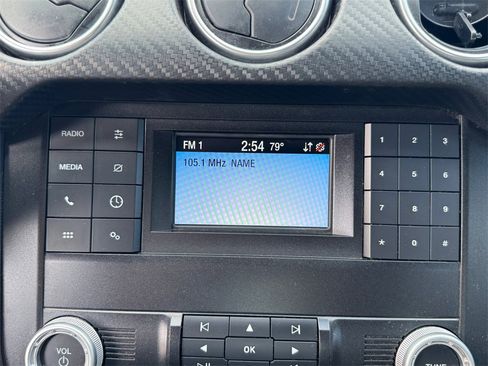 FM 1 2:54 79°
105.1 MHz NAME
RADIO
MEDIA
1 2 3
4 5 6
7 8 9
* 0 #
VOL
OK
TUNE